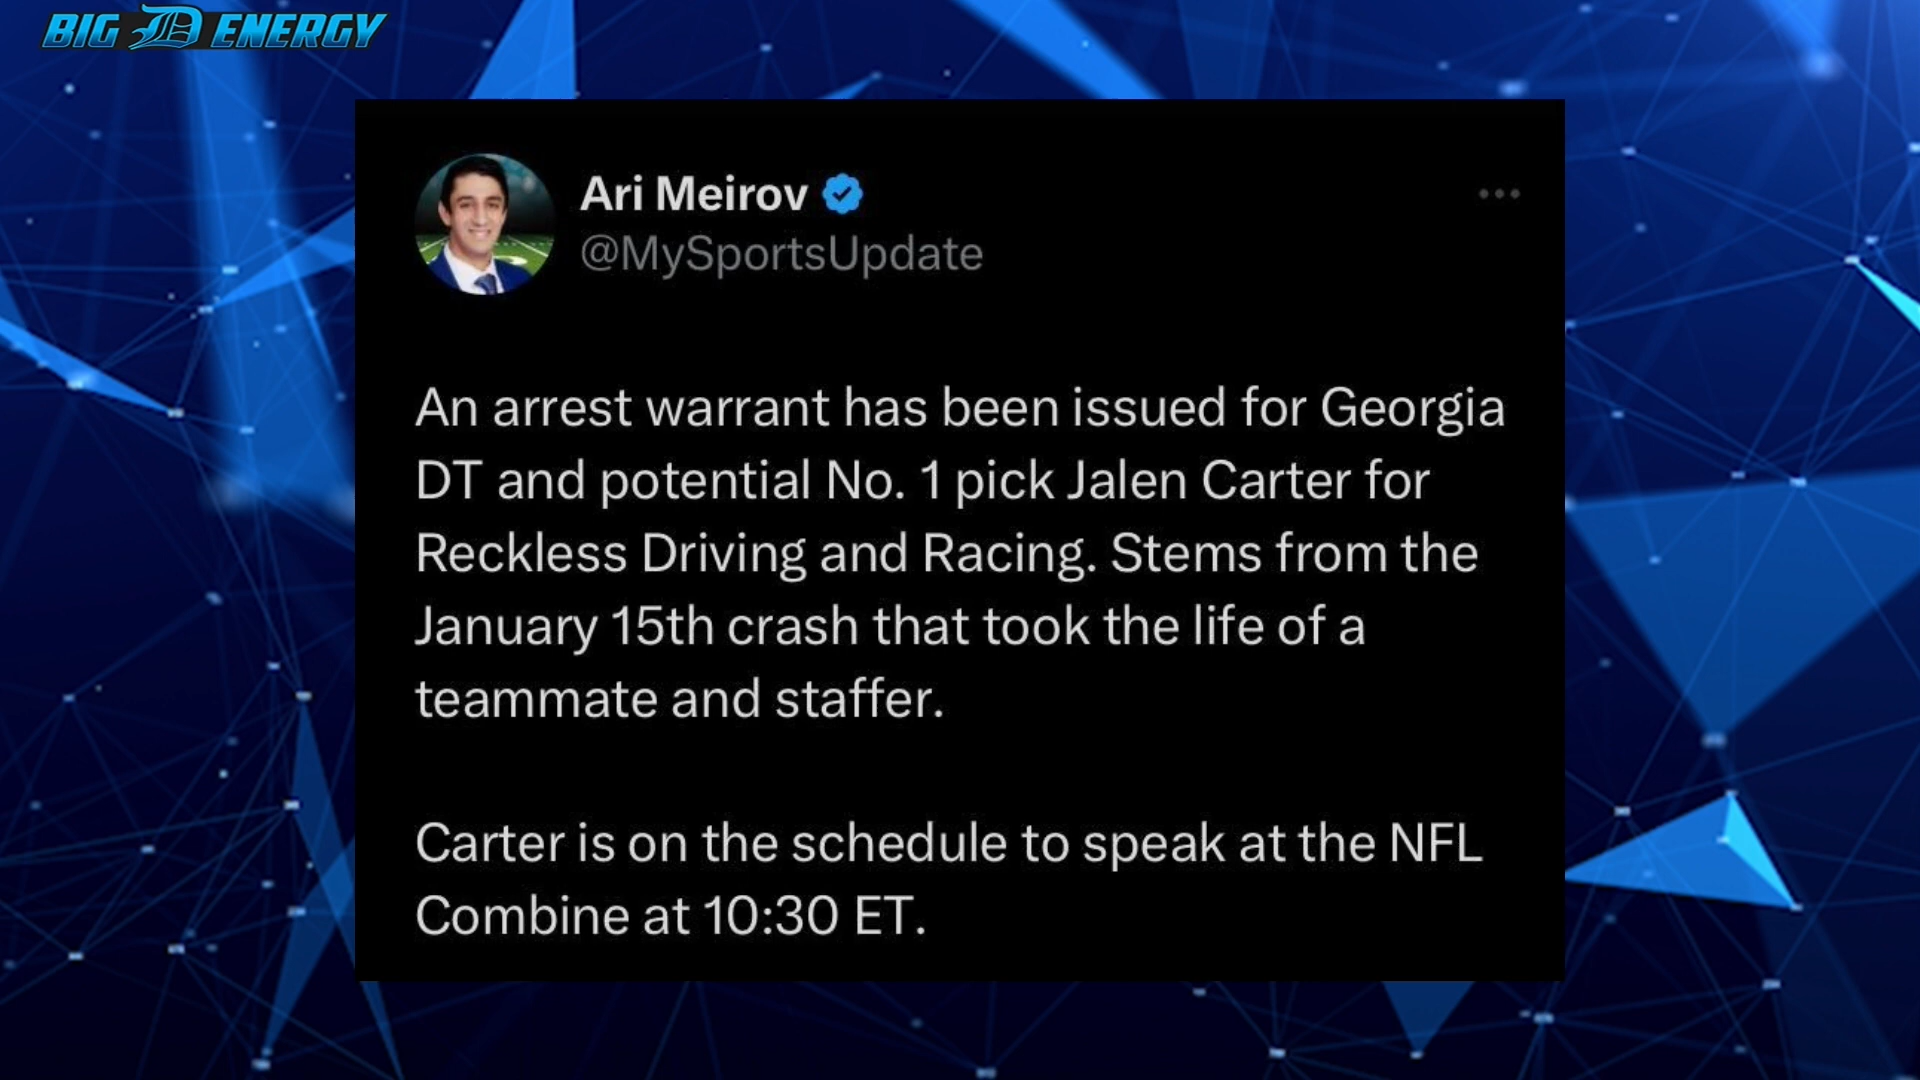 BIG D ENERGY
Ari Meirov
@MySportsUpdate
An arrest warrant has been issued for Georgia
DT and potential No. 1 pick Jalen Carter for
Reckless Driving and Racing. Stems from the
January 15th crash that took the life of a
teammate and staffer.
Carter is on the schedule to speak at the NFL
Combine at 10:30 ET.